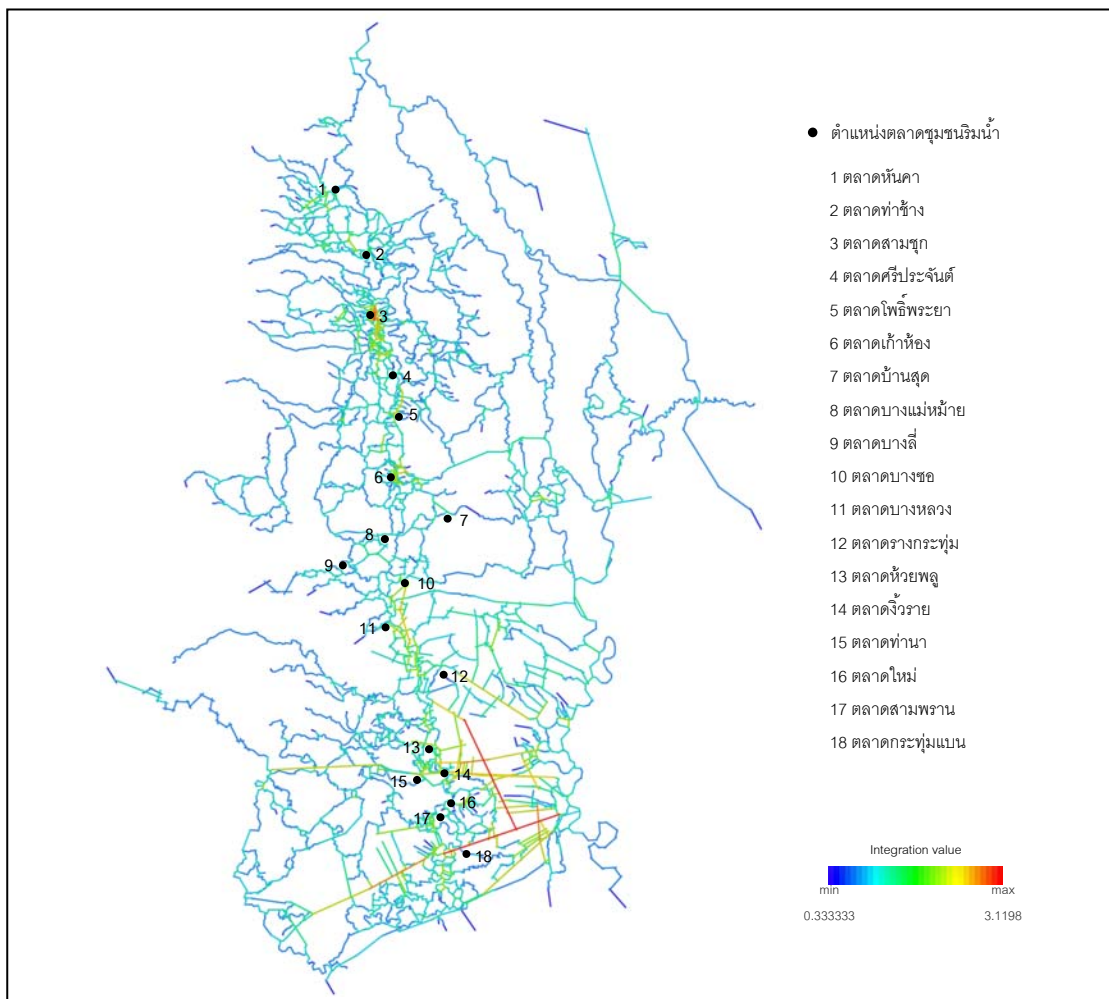 ● ตำแหน่งตลาดชุมชนริมน้ำ
1 ตลาดหันคา
2 ตลาดท่าช้าง
3 ตลาดสามชุก
4 ตลาดศรีประจันต์
5 ตลาดโพธิ์พระยา
6 ตลาดเก้าห้อง
7 ตลาดบ้านสุด
8 ตลาดบางแม่หม้าย
9 ตลาดบางลี่
10 ตลาดบางซอ
11 ตลาดบางหลวง
12 ตลาดรางกระทุ่ม
13 ตลาดห้วยพลู
14 ตลาดงิ้วราย
15 ตลาดท่านา
16 ตลาดใหม่
17 ตลาดสามพราน
18 ตลาดกระทุ่มแบน
1
2
3
4
5
6
7
8
9
10
11
12
13
14
15
16
17
18
Integration value
min max
0.333333 3.1198